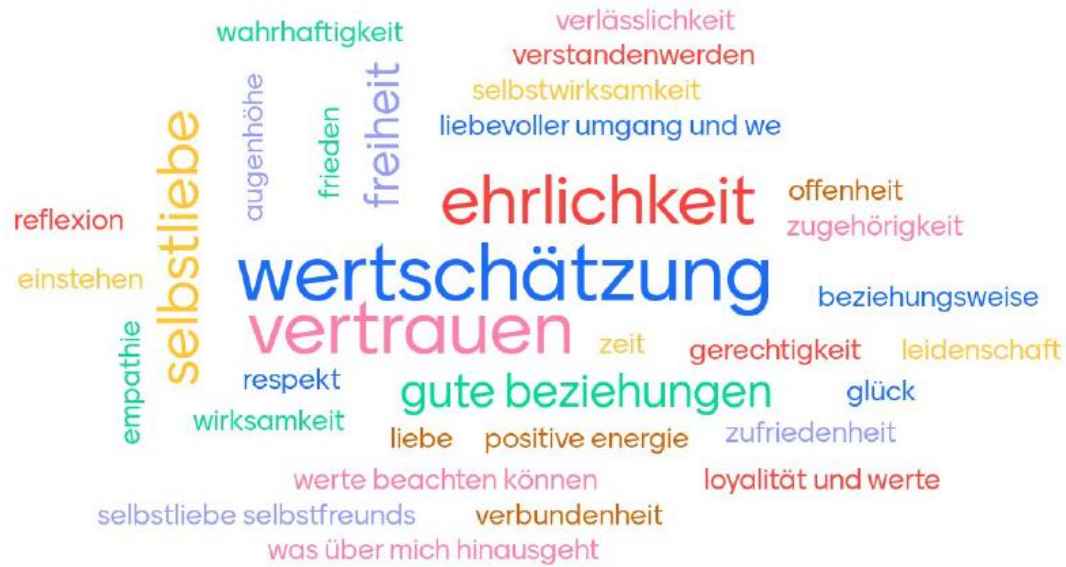 verlässlichkeit
wahrhaftigkeit
verstandenwerden
selbstwirksamkeit
liebevoller umgang und we
augenhöhe
frieden
freiheit
selbstliebe
ehrlichkeit
offenheit
zugehörigkeit
reflexion
wertschätzung
einstehen
beziehungsweise
vertrauen
zeit
gerechtigkeit
leidenschaft
empathie
respekt
gute beziehungen
glück
wirksamkeit
liebe
positive energie
zufriedenheit
werte beachten können
loyalität und werte
selbstliebe selbstfreunds
verbundenheit
was über mich hinausgeht